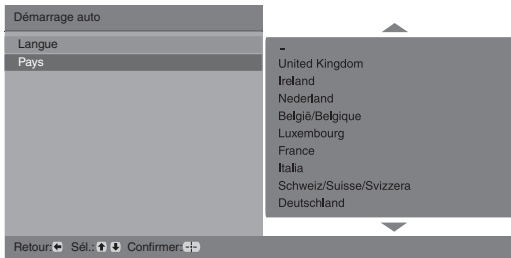 Démarrage auto
Langue
Pays
-
United Kingdom
Ireland
Nederland
België/Belgique
Luxembourg
France
Italia
Schweiz/Suisse/Svizzera
Deutschland
Retour: Sél.: Confirmer: